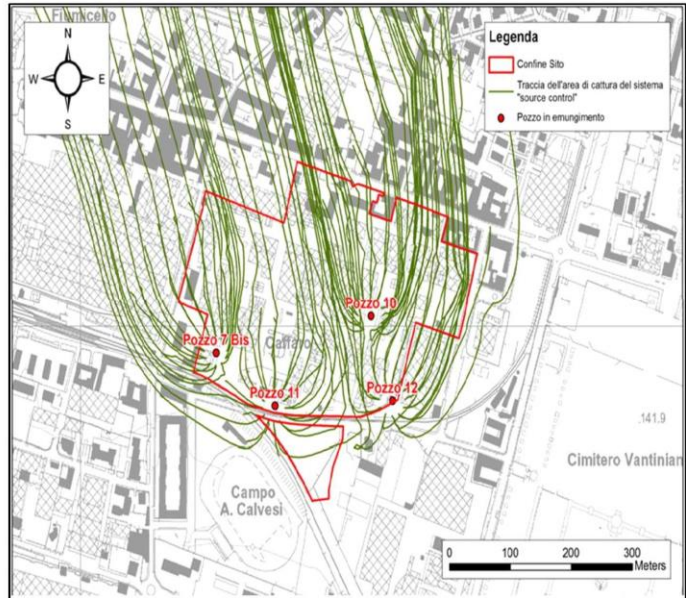 Fiumicello
N
W E
S
Legenda
Confine Sito
Traccia dell'area di cattura del sistema
"source control"
Pozzo in emungimento
Pozzo 10
Pozzo 7 Bis
Caffaro
Pozzo 11
Pozzo 12
.141.9
Cimitero Vantinian
Campo
A. Calvesi
0 100 200 300
Meters